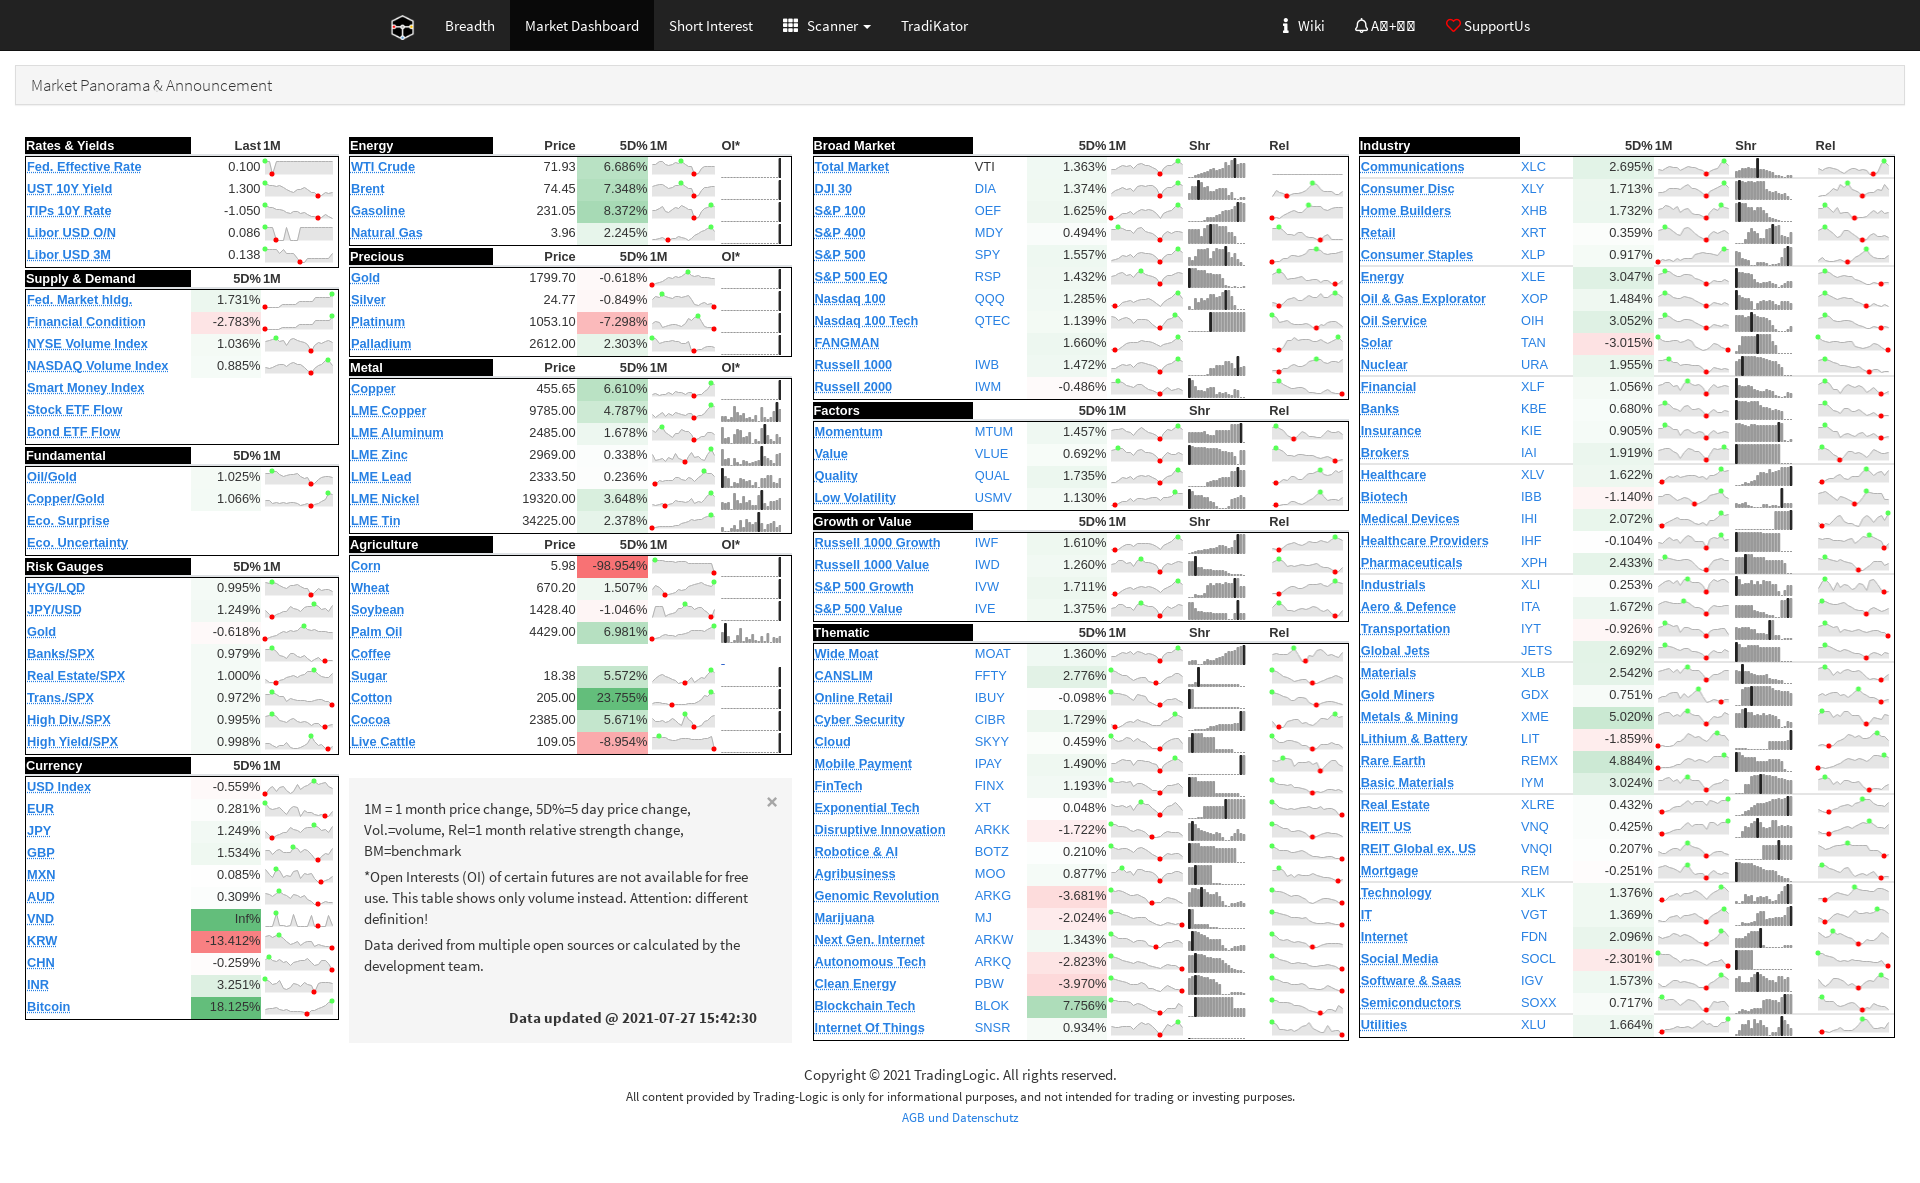 Breadth
Market Dashboard
Short Interest
Scanner
TradiKator
Wiki
SupportUs
Market Panorama & Announcement
Rates & Yields Last 1M
Fed. Effective Rate 0.100
UST 10Y Yield 1.300
TIPs 10Y Rate -1.050
Libor USD O/N 0.086
Libor USD 3M 0.138
Supply & Demand 5D% 1M
Fed. Market hldg. 1.731%
Financial Condition -2.783%
NYSE Volume Index 1.036%
NASDAQ Volume Index 0.885%
Smart Money Index
Stock ETF Flow
Bond ETF Flow
Fundamental 5D% 1M
Oil/Gold 1.025%
Copper/Gold 1.066%
Eco. Surprise
Eco. Uncertainty
Risk Gauges 5D% 1M
HYG/LQD 0.995%
JPY/USD 1.249%
Gold -0.618%
Banks/SPX 0.979%
Real Estate/SPX 1.000%
Trans./SPX 0.972%
High Div./SPX 0.995%
High Yield/SPX 0.998%
Currency 5D% 1M
USD Index -0.559%
EUR 0.281%
JPY 1.249%
GBP 1.534%
MXN 0.085%
AUD 0.309%
VND Inf%
KRW -13.412%
CHN -0.259%
INR 3.251%
Bitcoin 18.125%
Energy Price 5D% 1M OI*
WTI Crude 71.93 6.686%
Brent 74.45 7.348%
Gasoline 231.05 8.372%
Natural Gas 3.96 2.245%
Precious Price 5D% 1M OI*
Gold 1799.70 -0.618%
Silver 24.77 -0.849%
Platinum 1053.10 -7.298%
Palladium 2612.00 2.303%
Metal Price 5D% 1M OI*
Copper 455.65 6.610%
LME Copper 9785.00 4.787%
LME Aluminum 2485.00 1.678%
LME Zinc 2969.00 0.338%
LME Lead 2333.50 0.236%
LME Nickel 19320.00 3.648%
LME Tin 34225.00 2.378%
Agriculture Price 5D% 1M OI*
Corn 5.98 -98.954%
Wheat 670.20 1.507%
Soybean 1428.40 -1.046%
Palm Oil 4429.00 6.981%
Coffee -
Sugar 18.38 5.572%
Cotton 205.00 23.755%
Cocoa 2385.00 5.671%
Live Cattle 109.05 -8.954%
×
1M = 1 month price change, 5D%=5 day price change,
Vol.=volume, Rel=1 month relative strength change,
BM=benchmark
*Open Interests (OI) of certain futures are not available for free
use. This table shows only volume instead. Attention: different
definition!
Data derived from multiple open sources or calculated by the
development team.
Data updated @ 2021-07-27 15:42:30
Broad Market 5D% 1M Shr Rel
Total Market VTI 1.363%
DJI 30 DIA 1.374%
S&P 100 OEF 1.625%
S&P 400 MDY 0.494%
S&P 500 SPY 1.557%
S&P 500 EQ RSP 1.432%
Nasdaq 100 QQQ 1.285%
Nasdaq 100 Tech QTEC 1.139%
FANGMAN 1.660%
Russell 1000 IWB 1.472%
Russell 2000 IWM -0.486%
Factors 5D% 1M Shr Rel
Momentum MTUM 1.457%
Value VLUE 0.692%
Quality QUAL 1.735%
Low Volatility USMV 1.130%
Growth or Value 5D% 1M Shr Rel
Russell 1000 Growth IWF 1.610%
Russell 1000 Value IWD 1.260%
S&P 500 Growth IVW 1.711%
S&P 500 Value IVE 1.375%
Thematic 5D% 1M Shr Rel
Wide Moat MOAT 1.360%
CANSLIM FFTY 2.776%
Online Retail IBUY -0.098%
Cyber Security CIBR 1.729%
Cloud SKYY 0.459%
Mobile Payment IPAY 1.490%
FinTech FINX 1.193%
Exponential Tech XT 0.048%
Disruptive Innovation ARKK -1.722%
Robotice & AI BOTZ 0.210%
Agribusiness MOO 0.877%
Genomic Revolution ARKG -3.681%
Marijuana MJ -2.024%
Next Gen. Internet ARKW 1.343%
Autonomous Tech ARKQ -2.823%
Clean Energy PBW -3.970%
Blockchain Tech BLOK 7.756%
Internet Of Things SNSR 0.934%
Industry 5D% 1M Shr Rel
Communications XLC 2.695%
Consumer Disc XLY 1.713%
Home Builders XHB 1.732%
Retail XRT 0.359%
Consumer Staples XLP 0.917%
Energy XLE 3.047%
Oil & Gas Explorator XOP 1.484%
Oil Service OIH 3.052%
Solar TAN -3.015%
Nuclear URA 1.955%
Financial XLF 1.056%
Banks KBE 0.680%
Insurance KIE 0.905%
Brokers IAI 1.919%
Healthcare XLV 1.622%
Biotech IBB -1.140%
Medical Devices IHI 2.072%
Healthcare Providers IHF -0.104%
Pharmaceuticals XPH 2.433%
Industrials XLI 0.253%
Aero & Defence ITA 1.672%
Transportation IYT -0.926%
Global Jets JETS 2.692%
Materials XLB 2.542%
Gold Miners GDX 0.751%
Metals & Mining XME 5.020%
Lithium & Battery LIT -1.859%
Rare Earth REMX 4.884%
Basic Materials IYM 3.024%
Real Estate XLRE 0.432%
REIT US VNQ 0.425%
REIT Global ex. US VNQI 0.207%
Mortgage REM -0.251%
Technology XLK 1.376%
IT VGT 1.369%
Internet FDN 2.096%
Social Media SOCL -2.301%
Software & Saas IGV 1.573%
Semiconductors SOXX 0.717%
Utilities XLU 1.664%
Copyright © 2021 TradingLogic. All rights reserved.
All content provided by Trading-Logic is only for informational purposes, and not intended for trading or investing purposes.
AGB und Datenschutz